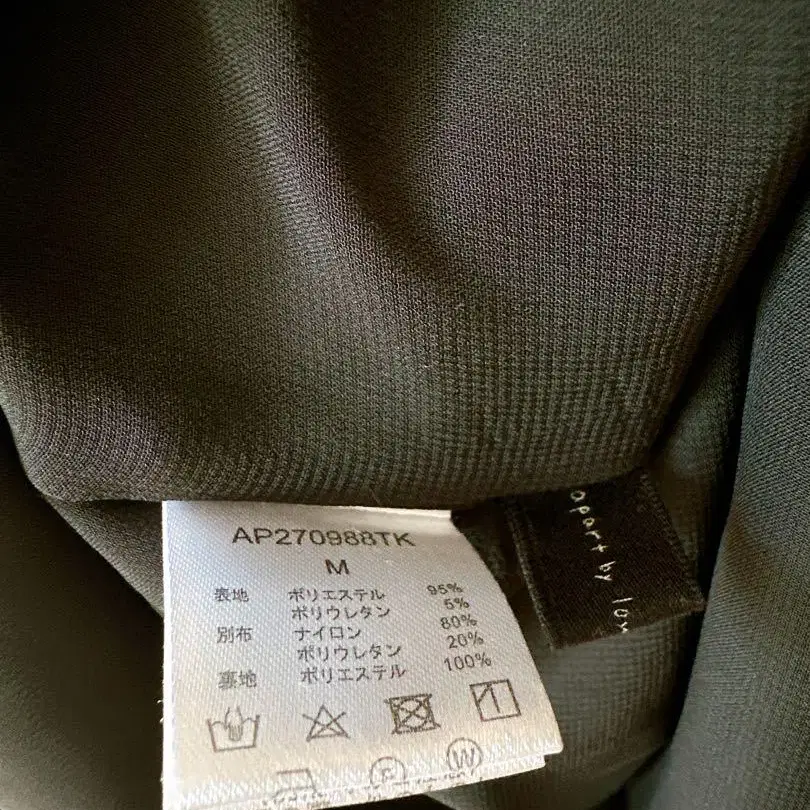 AP270988TK
M
表地 ポリエステル 95%
ポリウレタン 5%
別布 ナイロン 80%
ポリウレタン 20%
裏地 ポリエステル 100%
W
apart by